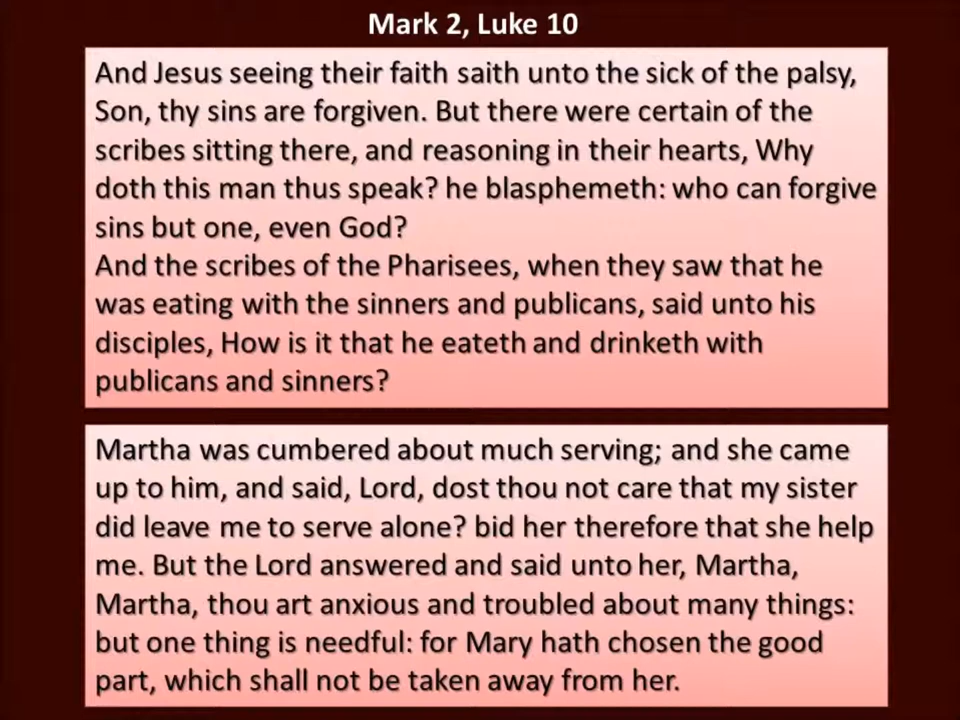 Mark 2, Luke 10
And Jesus seeing their faith saith unto the sick of the palsy,
Son, thy sins are forgiven. But there were certain of the
scribes sitting there, and reasoning in their hearts, Why
doth this man thus speak? he blasphemeth: who can forgive
sins but one, even God?
And the scribes of the Pharisees, when they saw that he
was eating with the sinners and publicans, said unto his
disciples, How is it that he eateth and drinketh with
publicans and sinners?
Martha was cumbered about much serving; and she came
up to him, and said, Lord, dost thou not care that my sister
did leave me to serve alone? bid her therefore that she help
me. But the Lord answered and said unto her, Martha,
Martha, thou art anxious and troubled about many things:
but one thing is needful: for Mary hath chosen the good
part, which shall not be taken away from her.